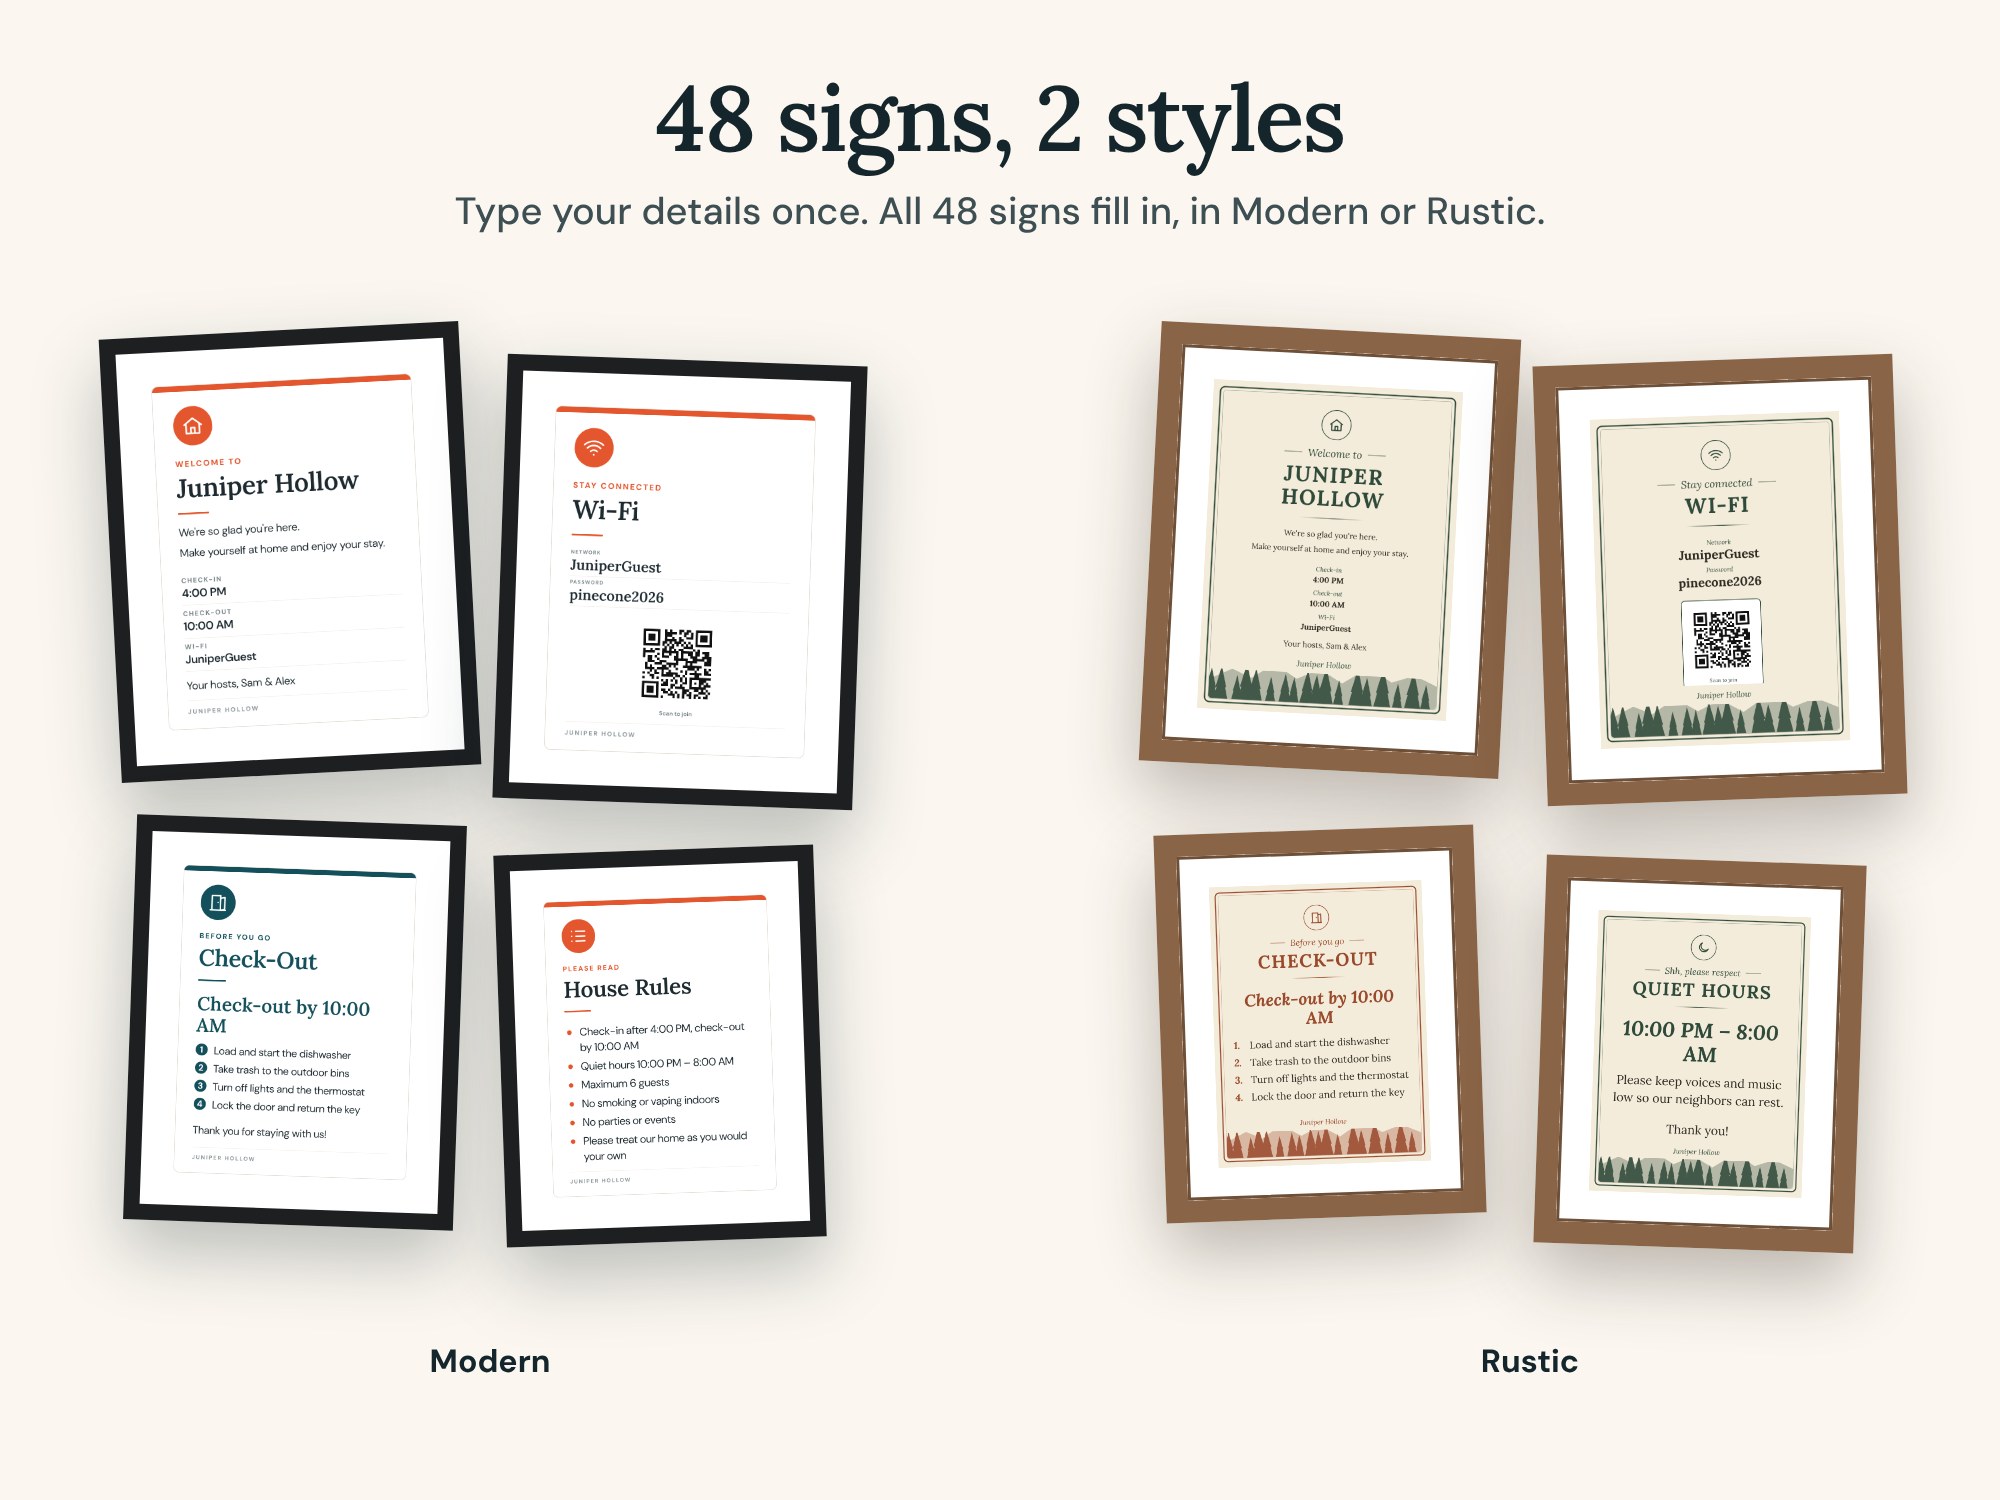 48 signs, 2 styles
Type your details once. All 48 signs fill in, in Modern or Rustic.
WELCOME TO
Juniper Hollow
We're so glad you're here.
Make yourself at home and enjoy your stay.
CHECK-IN
4:00 PM
CHECK-OUT
10:00 AM
WI-FI
JuniperGuest
Your hosts, Sam & Alex
JUNIPER HOLLOW
STAY CONNECTED
Wi-Fi
NETWORK
JuniperGuest
PASSWORD
pinecone2026
Scan to join
JUNIPER HOLLOW
BEFORE YOU GO
Check-Out
Check-out by 10:00
AM
1 Load and start the dishwasher
2 Take trash to the outdoor bins
3 Turn off lights and the thermostat
4 Lock the door and return the key
Thank you for staying with us!
JUNIPER HOLLOW
PLEASE READ
House Rules
Check-in after 4:00 PM, check-out
by 10:00 AM
Quiet hours 10:00 PM – 8:00 AM
Maximum 6 guests
No smoking or vaping indoors
No parties or events
Please treat our home as you would
your own
JUNIPER HOLLOW
Modern
Welcome to
JUNIPER
HOLLOW
We're so glad you're here.
Make yourself at home and enjoy your stay.
Check-in
4:00 PM
Check-out
10:00 AM
Wi-Fi
JuniperGuest
Your hosts, Sam & Alex
Juniper Hollow
Stay connected
WI-FI
Network
JuniperGuest
Password
pinecone2026
Scan to join
Juniper Hollow
Before you go
CHECK-OUT
Check-out by 10:00
AM
1. Load and start the dishwasher
2. Take trash to the outdoor bins
3. Turn off lights and the thermostat
4. Lock the door and return the key
Juniper Hollow
Shh, please respect
QUIET HOURS
10:00 PM – 8:00
AM
Please keep voices and music
low so our neighbors can rest.
Thank you!
Juniper Hollow
Rustic